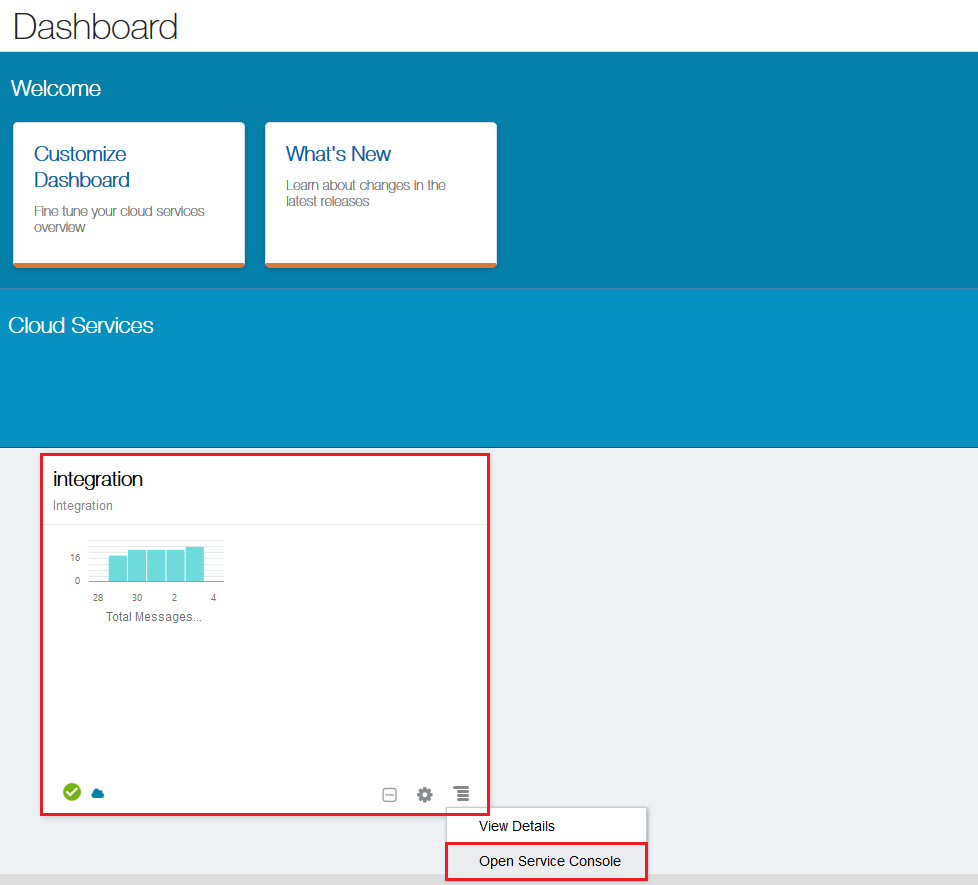 Dashboard
Welcome
Customize
Dashboard
Fine tune your cloud services
overview
What's New
Learn about changes in the
latest releases
Cloud Services
integration
Integration
16
0
28 30 2 4
Total Messages...
View Details
Open Service Console